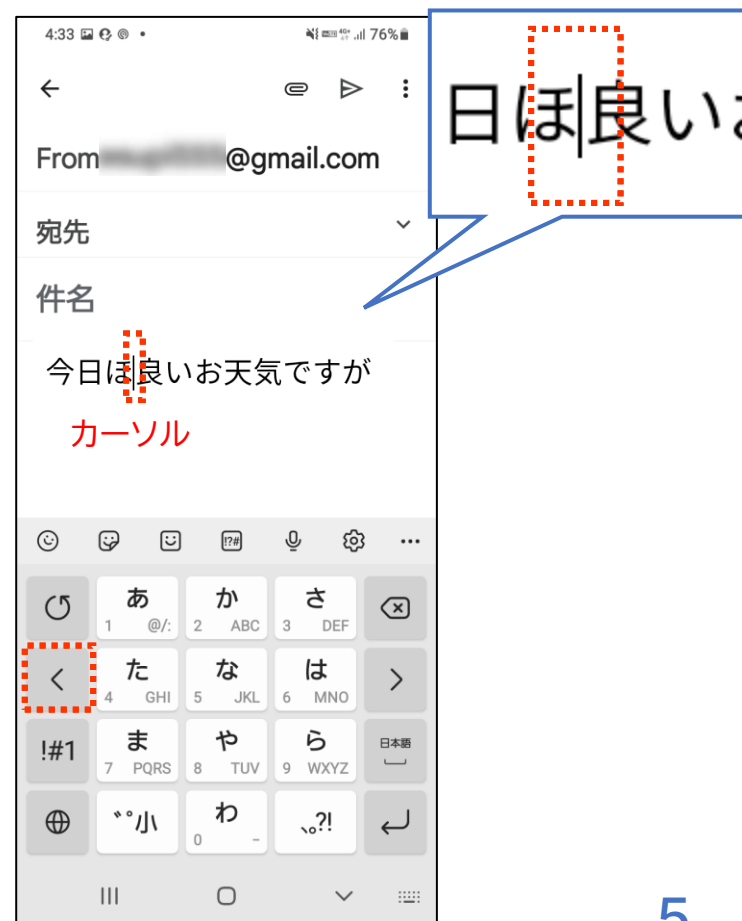 4:33
76%
日ほ良いお
From @gmail.com
宛先
件名
今日ほ良いお天気ですが
カーソル
!?#
あ か さ
1 @/: 2 ABC 3 DEF
た な は
4 GHI 5 JKL 6 MNO
!#1 ま や ら 日本語
7 PQRS 8 TUV 9 WXYZ
゛゜小 わ 、。?!
0 -
5